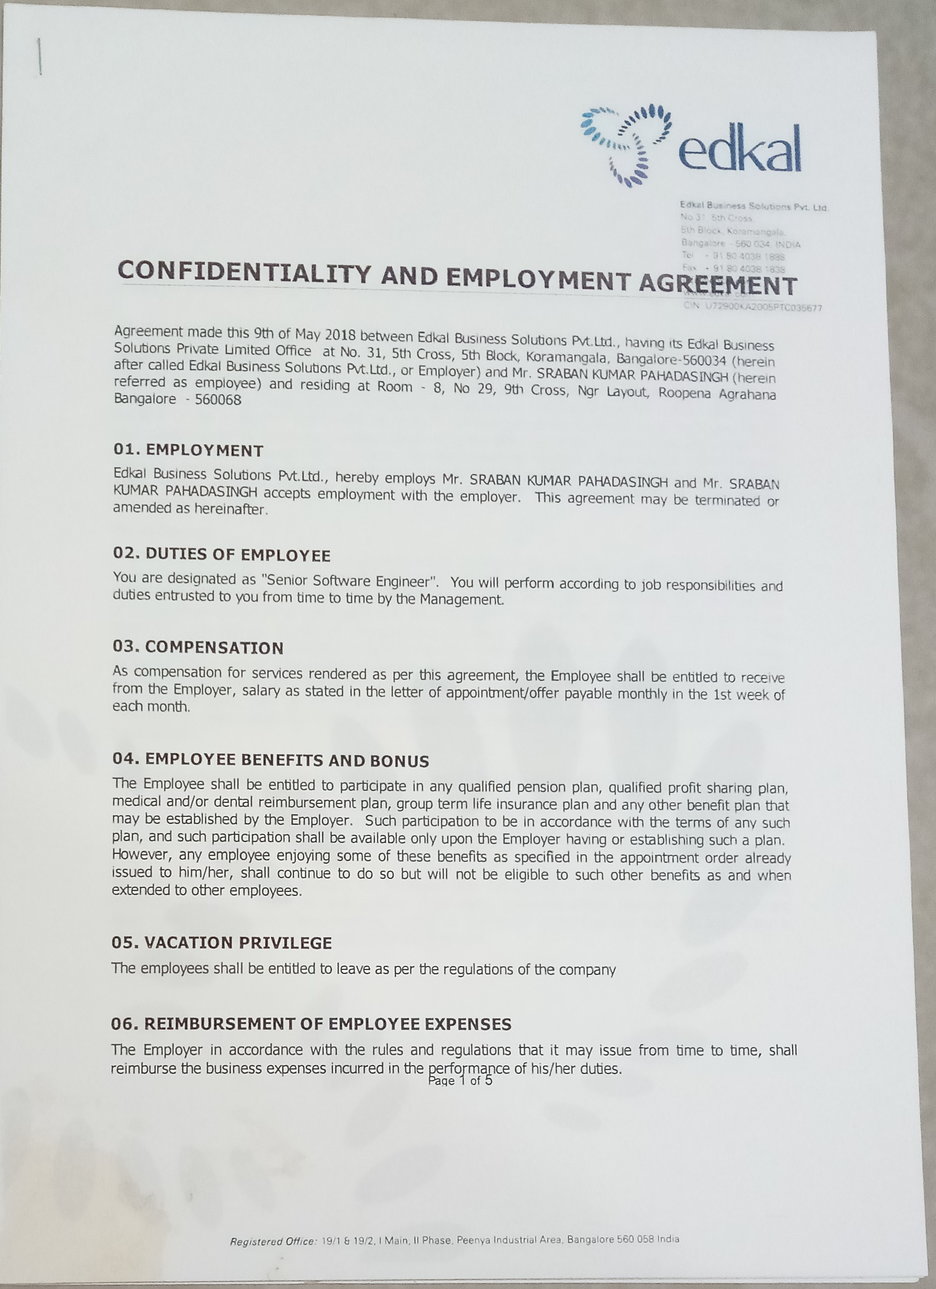 edkal
Edkal Business Solutions Pvt. Ltd.
No 31, 5th Cross,
5th Block, Koramangala,
Bangalore - 560 034, INDIA
Tel - 91 80 4038 1888
Fax - 91 80 4038 1838
CONFIDENTIALITY AND EMPLOYMENT AGREEMENT
CIN U72900KA2005PTC035677
Agreement made this 9th of May 2018 between Edkal Business Solutions Pvt.Ltd., having its Edkal Business
Solutions Private Limited Office at No. 31, 5th Cross, 5th Block, Koramangala, Bangalore-560034 (herein
after called Edkal Business Solutions Pvt.Ltd., or Employer) and Mr. SRABAN KUMAR PAHADASINGH (herein
referred as employee) and residing at Room - 8, No 29, 9th Cross, Ngr Layout, Roopena Agrahana
Bangalore - 560068
01. EMPLOYMENT
Edkal Business Solutions Pvt.Ltd., hereby employs Mr. SRABAN KUMAR PAHADASINGH and Mr. SRABAN
KUMAR PAHADASINGH accepts employment with the employer. This agreement may be terminated or
amended as hereinafter.
02. DUTIES OF EMPLOYEE
You are designated as "Senior Software Engineer". You will perform according to job responsibilities and
duties entrusted to you from time to time by the Management.
03. COMPENSATION
As compensation for services rendered as per this agreement, the Employee shall be entitled to receive
from the Employer, salary as stated in the letter of appointment/offer payable monthly in the 1st week of
each month.
04. EMPLOYEE BENEFITS AND BONUS
The Employee shall be entitled to participate in any qualified pension plan, qualified profit sharing plan,
medical and/or dental reimbursement plan, group term life insurance plan and any other benefit plan that
may be established by the Employer. Such participation to be in accordance with the terms of any such
plan, and such participation shall be available only upon the Employer having or establishing such a plan.
However, any employee enjoying some of these benefits as specified in the appointment order already
issued to him/her, shall continue to do so but will not be eligible to such other benefits as and when
extended to other employees.
05. VACATION PRIVILEGE
The employees shall be entitled to leave as per the regulations of the company
06. REIMBURSEMENT OF EMPLOYEE EXPENSES
The Employer in accordance with the rules and regulations that it may issue from time to time, shall
reimburse the business expenses incurred in the performance of his/her duties.
Page 1 of 5
Registered Office: 19/1 & 19/2, I Main, II Phase, Peenya Industrial Area, Bangalore 560 058 India